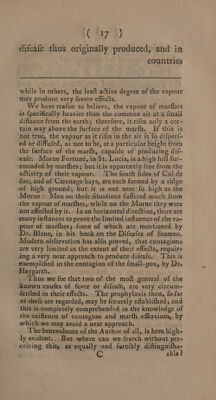 ( 17 )
difeafe thus originally produced, and in
countries
while in others, the leaſt active degree of the vapour
may produce very ſevere effects.
We have reaſon to believe, the vapour of marſhes
is ſpecifically heavier than the common air at a ſmall
diſtance from the earth; therefore, it riſes only a cer-
tain way above the ſurface of the marſh. If this is
not true, the vapour as it riſes in the air is ſo diſperſ-
ed or diffuſed, as not to be, at a particular height from
the ſurface of the marſh, capable of producing diſ-
eaſe. Morne Fortune, in St. Lucia, is a high hill ſur-
rounded by marſhes; but it is apparently free from the
activity of their vapour. The ſouth ſides of Cul de
Sac, and of Carenage bays, are each formed by a ridge
of high ground; but it is not near ſo high as the
Morne: Men on theſe ſituations ſuffered much from
the vapour of marſhes, while on the Morne they were
not affected by it. In an horizontal direction, there are
many inſtances to prove the limited influence of the va-
pour of marſhes; ſome of which are mentioned by
Dr. Blane, in his book on the Diſeaſes of Seamen.
Modern obſervation has alſo proved, that contagions
are very limited in the extent of their effects, requir-
ing a very near approach to produce diſeaſe. This is
exemplified in the contagion of the ſmall-pox, by Dr.
Haygarth.
Thus we ſee that two of the moſt general of the
known cauſes of fever or diſeaſe, are very circum-
ſcribed in their effects. The prophylaxis then, ſo far
as theſe are regarded, may be ſecurely eſtabliſhed; and
this is completely comprehended in the knowledge of
the exiſtence of contagion and marſh effluvium, by
which we may avoid a near approach.
The benevolence of the Author of all, is here high-
ly evident. But where can we ſearch without per-
ceiving this, as equally and forcibly diſtinguiſha-
C
able?